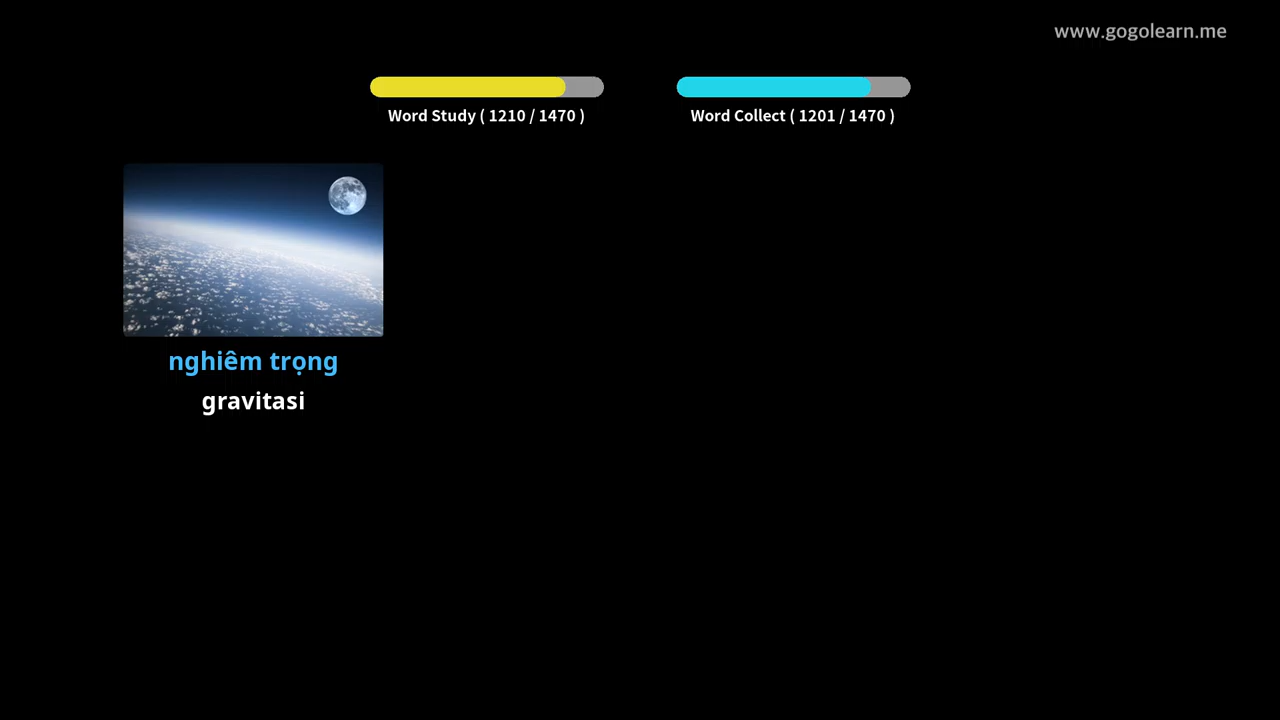 www.gogolearn.me
Word Study ( 1210 / 1470 )
Word Collect ( 1201 / 1470 )
nghiêm trọng
gravitasi